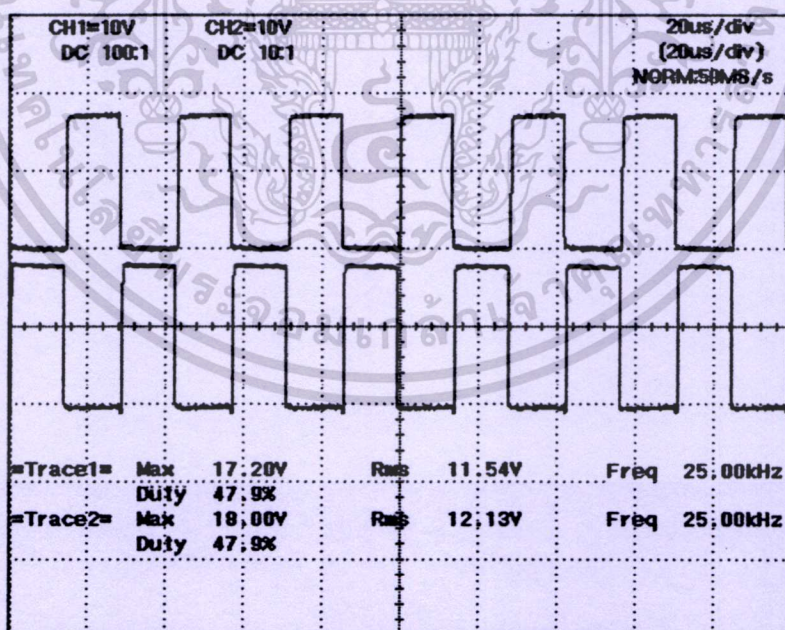 CH1=10V CH2=10V 20us/div
DC 100:1 DC 10:1 (20us/div)
NORM:50MS/s
=Trace1= Max 17.20V Rms 11.54V Freq 25.00kHz
Duty 47.9%
=Trace2= Max 18.00V Rms 12.13V Freq 25.00kHz
Duty 47.9%